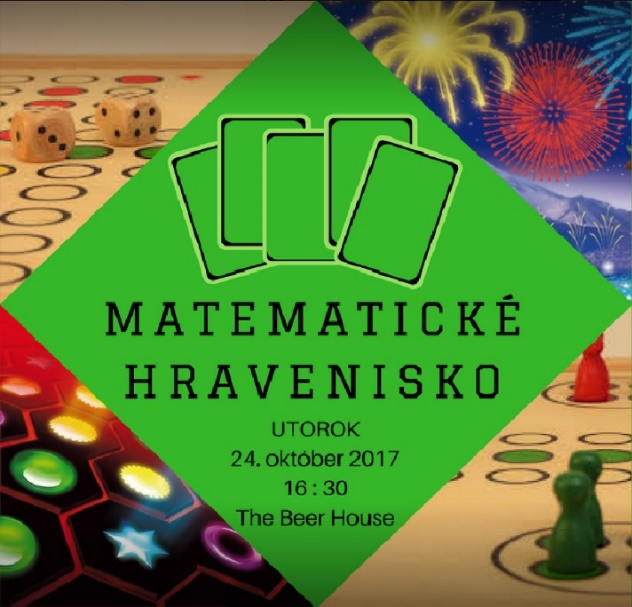 MATEMATICKÉ
HRAVENISKO
UTOROK
24. október 2017
16 : 30
The Beer House